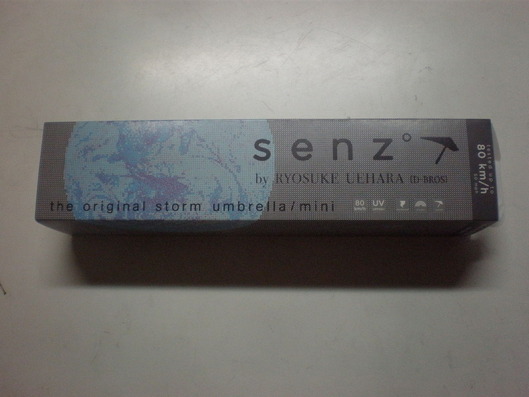 senz°
by RYOSUKE UEHARA (D-BROS)
the original storm umbrella/mini
80
UV
80 km/h